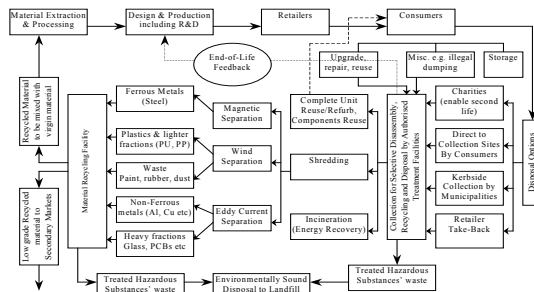 Material Extraction
& Processing
Design & Production
including R&D
Retailers
Consumers
End-of-Life
Feedback
Upgrade,
repair, reuse
Misc. e.g. illegal
dumping
Storage
Recycled Material
to be mixed with
virgin material
Low grade Recycled
material to
Secondary Markets
Material Recycling Facility
Ferrous Metals
(Steel)
Plastics & lighter
fractions (PU, PP)
Waste
Paint, rubber, dust
Non-Ferrous
metals (Al, Cu etc)
Heavy fractions
Glass, PCBs etc
Magnetic
Separation
Wind
Separation
Eddy Current
Separation
Complete Unit
Reuse/Refurb,
Components Reuse
Shredding
Incineration
(Energy Recovery)
Collection for Selective Disassembly,
Recycling and Disposal by Authorised
Treatment Facilities
Charities
(enable second
life)
Direct to
Collection Sites
By Consumers
Kerbside
Collection by
Municipalities
Retailer
Take-Back
Disposal Options
Treated Hazardous
Substances' waste
Environmentally Sound
Disposal to Landfill
Treated Hazardous
Substances' waste